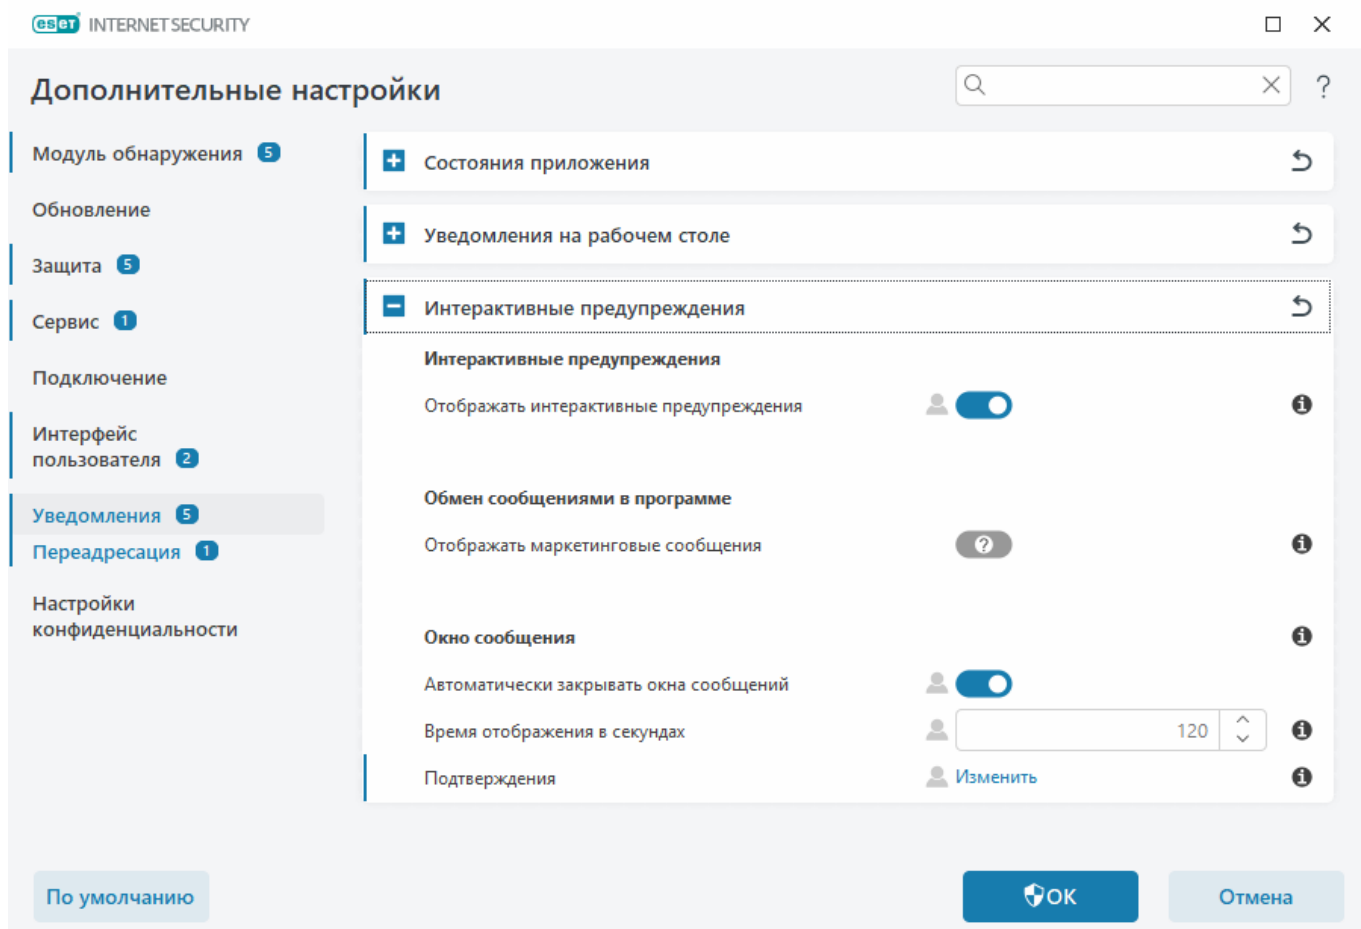 eset INTERNET SECURITY
Дополнительные настройки
?
Модуль обнаружения 5
Обновление
Защита 5
Сервис 1
Подключение
Интерфейс
пользователя 2
Уведомления 5
Переадресация 1
Настройки
конфиденциальности
Состояния приложения
Уведомления на рабочем столе
Интерактивные предупреждения
Интерактивные предупреждения
Отображать интерактивные предупреждения
Обмен сообщениями в программе
Отображать маркетинговые сообщения ?
Окно сообщения
Автоматически закрывать окна сообщений
Время отображения в секундах 120
Подтверждения Изменить
По умолчанию
ОК
Отмена